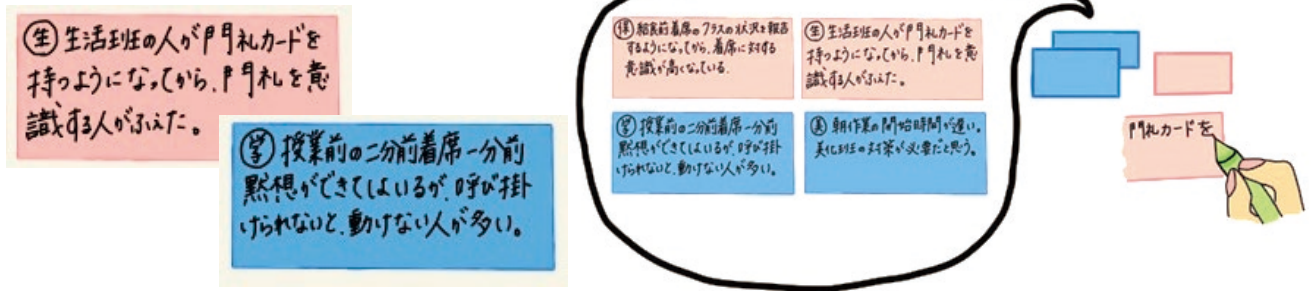 ㊓ 生活班の人が門礼カードを
持つようになってから、門礼を意
識する人がふえた。
㊫ 授業前の二分前着席一分前
黙想ができてはいるが、呼び掛
けられないと、動けない人が多い。
給食前着席のクラスの状況を報告
するようになってから、着席に対する
意識が高くなっている。
生 生活班の人が門礼カードを
持つようになってから、門礼を意
識する人がふえた。
学 授業前の二分前着席一分前
黙想ができてはいるが、呼び掛
けられないと、動けない人が多い。
美 朝作業の開始時間が遅い。
美化班の対策が必要だと思う。
門礼カードを